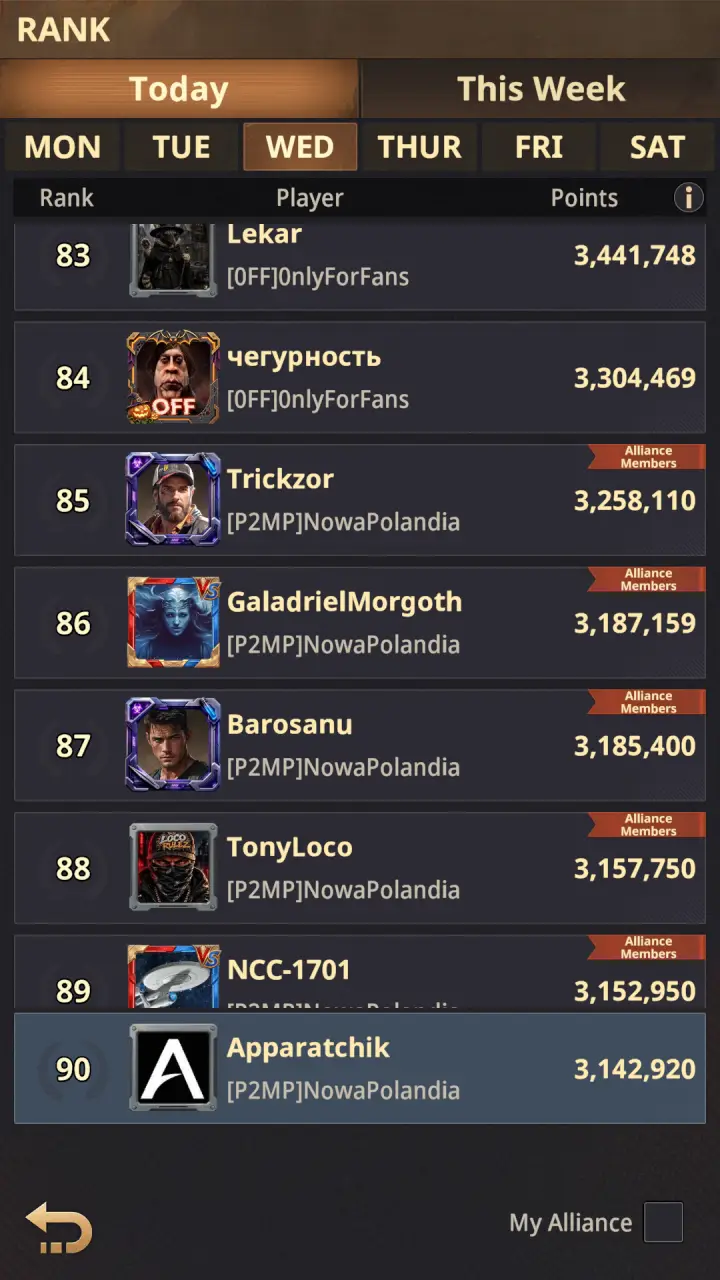 RANK
Today
This Week
MON
TUE
WED
THUR
FRI
SAT
Rank
Player
Points
83
Lekar
[0FF]0nlyForFans
3,441,748
84
OFF
чегурность
[0FF]0nlyForFans
3,304,469
85
Trickzor
[P2MP]NowaPolandia
Alliance
Members
3,258,110
86
VS
GaladrielMorgoth
[P2MP]NowaPolandia
Alliance
Members
3,187,159
87
Barosanu
[P2MP]NowaPolandia
Alliance
Members
3,185,400
88
LOCO
RULEZ
TonyLoco
[P2MP]NowaPolandia
Alliance
Members
3,157,750
89
VS
NCC-1701
[P2MP]NowaPolandia
Alliance
Members
3,152,950
90
Apparatchik
[P2MP]NowaPolandia
3,142,920
My Alliance